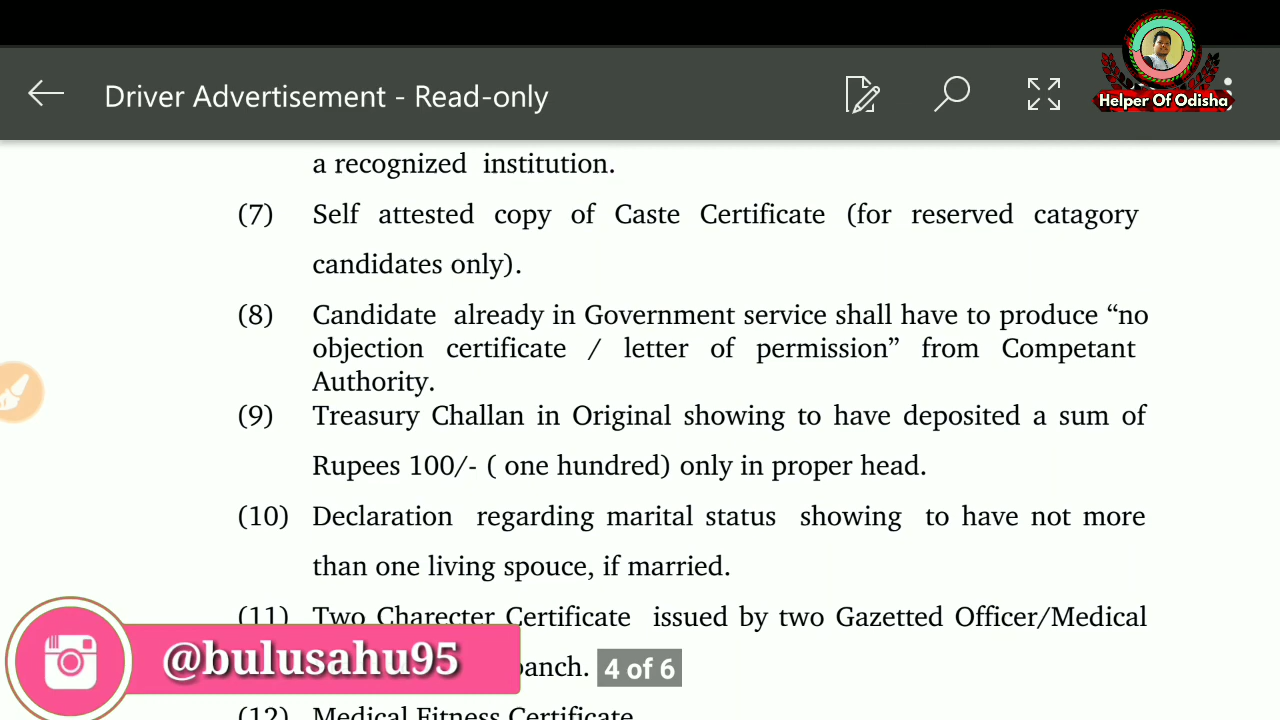 Driver Advertisement - Read-only
Helper Of Odisha
a recognized institution.
(7) Self attested copy of Caste Certificate (for reserved catagory
candidates only).
(8) Candidate already in Government service shall have to produce “no
objection certificate / letter of permission” from Competant
Authority.
(9) Treasury Challan in Original showing to have deposited a sum of
Rupees 100/- ( one hundred) only in proper head.
(10) Declaration regarding marital status showing to have not more
than one living spouce, if married.
(11) Two Charecter Certificate issued by two Gazetted Officer/Medical
@bulusahu95
4 of 6
(12) Medical Fitness Certificate